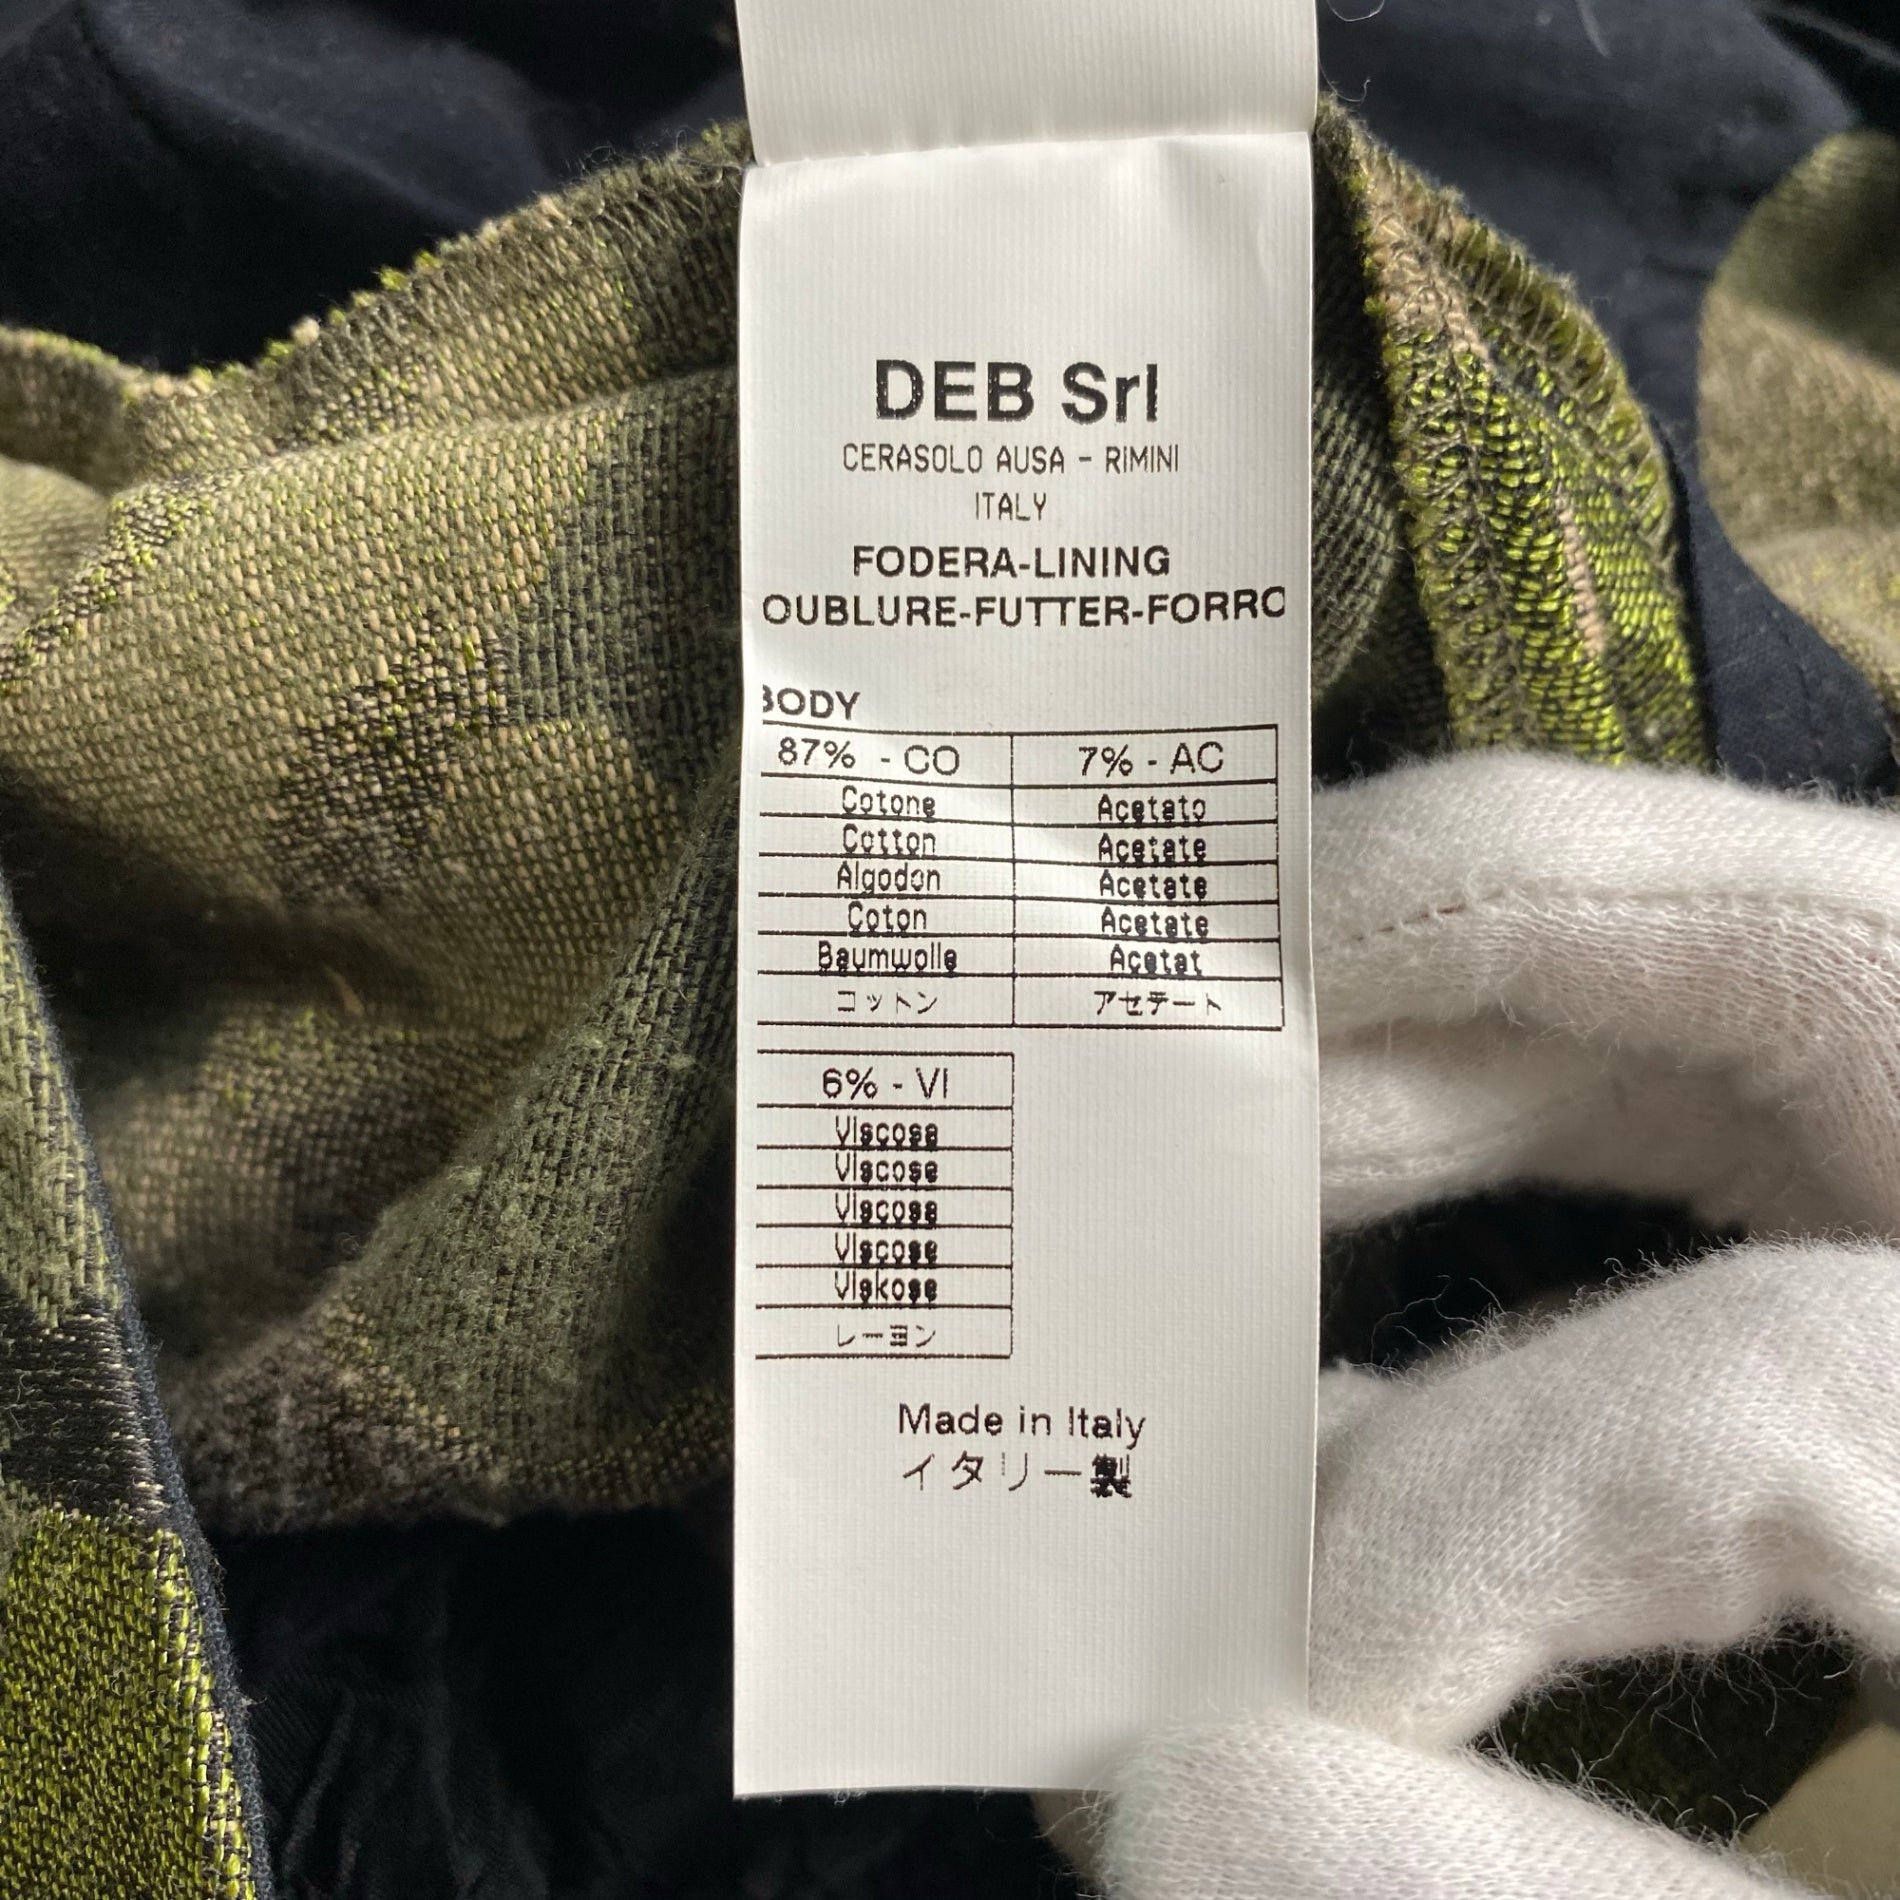 DEB Srl
CERASOLO AUSA - RIMINI
ITALY
FODERA-LINING
OUBLURE-FUTTER-FORRO
BODY
87% - CO 7% - AC
Cotone Acetato
Cotton Acetate
Algodon Acetate
Coton Acetate
Baumwolle Acetat
コットン アセテート
6% - VI
Viscosa
Viscose
Viscosa
Viscose
Viskose
レーヨン
Made in Italy
イタリー製